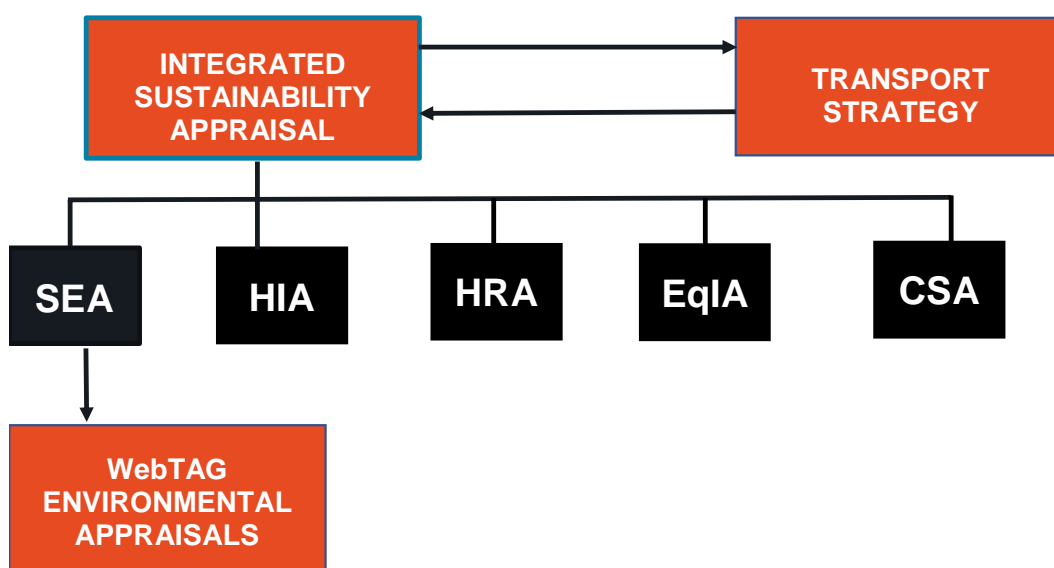 INTEGRATED
SUSTAINABILITY
APPRAISAL
TRANSPORT
STRATEGY
SEA
HIA
HRA
EqIA
CSA
WebTAG
ENVIRONMENTAL
APPRAISALS